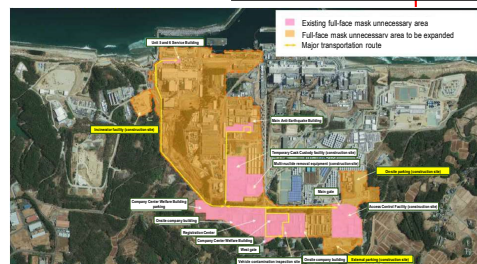 Existing full-face mask unnecessary area
Full-face mask unnecessary area to be expanded
Major transportation route
Unit 5 and 6 Service Building
Incinerator facility (construction site)
Main Anti-Earthquake Building
Temporary Cask Custody facility (construction site)
Multi-nuclide removal equipment (construction site)
Onsite parking (construction site)
Main gate
Company Center Welfare Building
parking
Access Control Facility (construction site)
Onsite company building
Registration Center
Company Center Welfare Building
West gate
Vehicle contamination inspection site
Onsite company building
External parking (construction site)